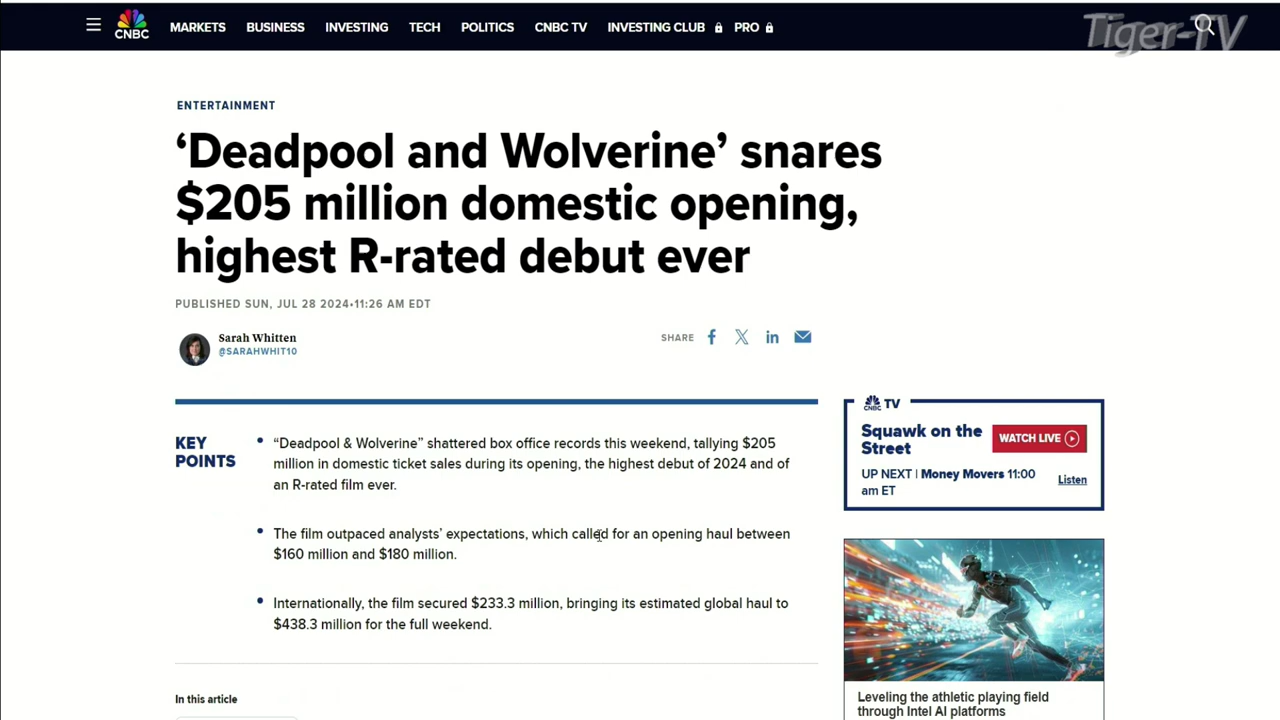 CNBC
MARKETS BUSINESS INVESTING TECH POLITICS CNBC TV INVESTING CLUB PRO
Tiger-TV
ENTERTAINMENT
‘Deadpool and Wolverine’ snares
$205 million domestic opening,
highest R-rated debut ever
PUBLISHED SUN, JUL 28 2024•11:26 AM EDT
Sarah Whitten
@SARAHWHIT10
SHARE
KEY
POINTS
• “Deadpool & Wolverine” shattered box office records this weekend, tallying $205
million in domestic ticket sales during its opening, the highest debut of 2024 and of
an R-rated film ever.
• The film outpaced analysts’ expectations, which called for an opening haul between
$160 million and $180 million.
• Internationally, the film secured $233.3 million, bringing its estimated global haul to
$438.3 million for the full weekend.
In this article
CNBC TV
Squawk on the
Street
WATCH LIVE
UP NEXT | Money Movers 11:00
am ET
Listen
Leveling the athletic playing field
through Intel AI platforms